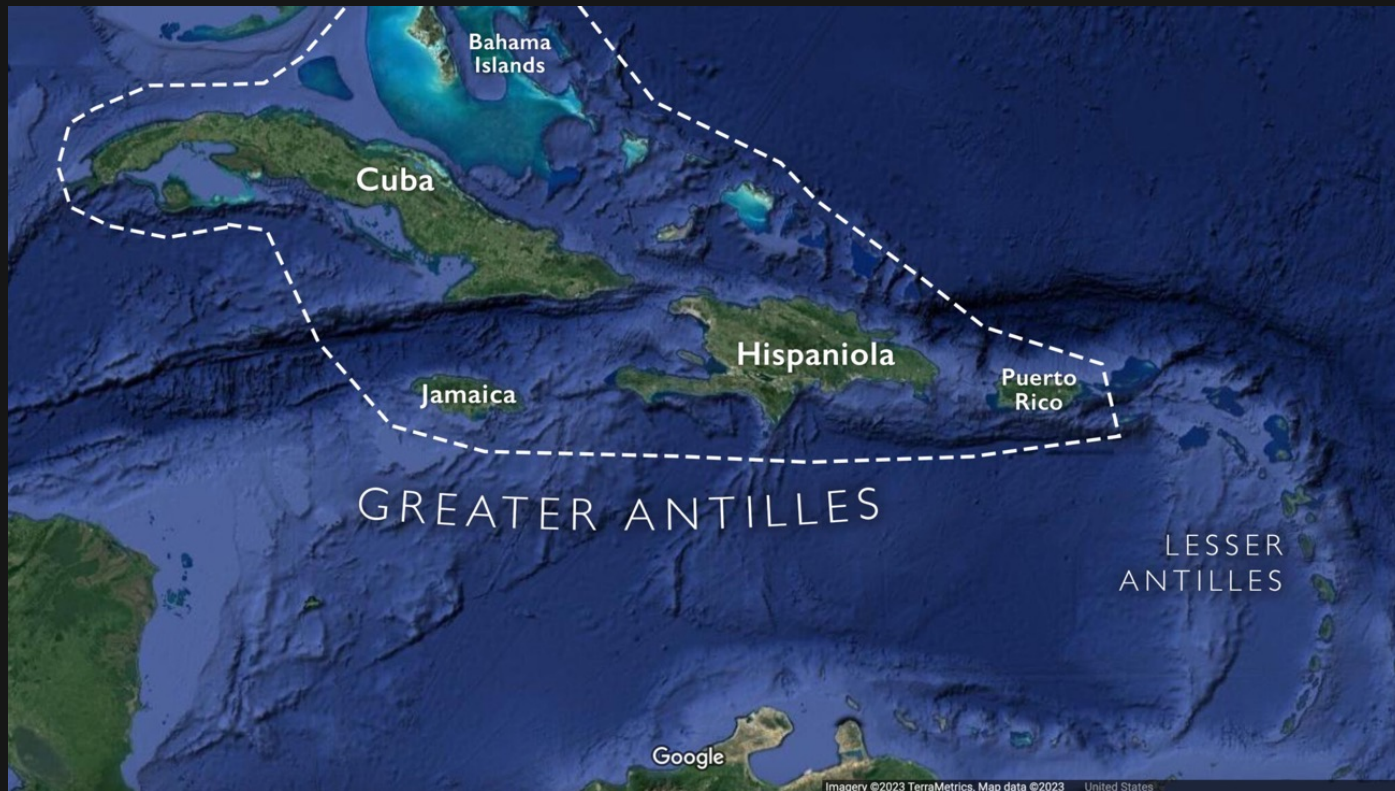 Bahama
Islands
Cuba
Hispaniola
Jamaica
Puerto
Rico
GREATER ANTILLES
LESSER
ANTILLES
Google
Imagery ©2023 TerraMetrics, Map data ©2023 United States